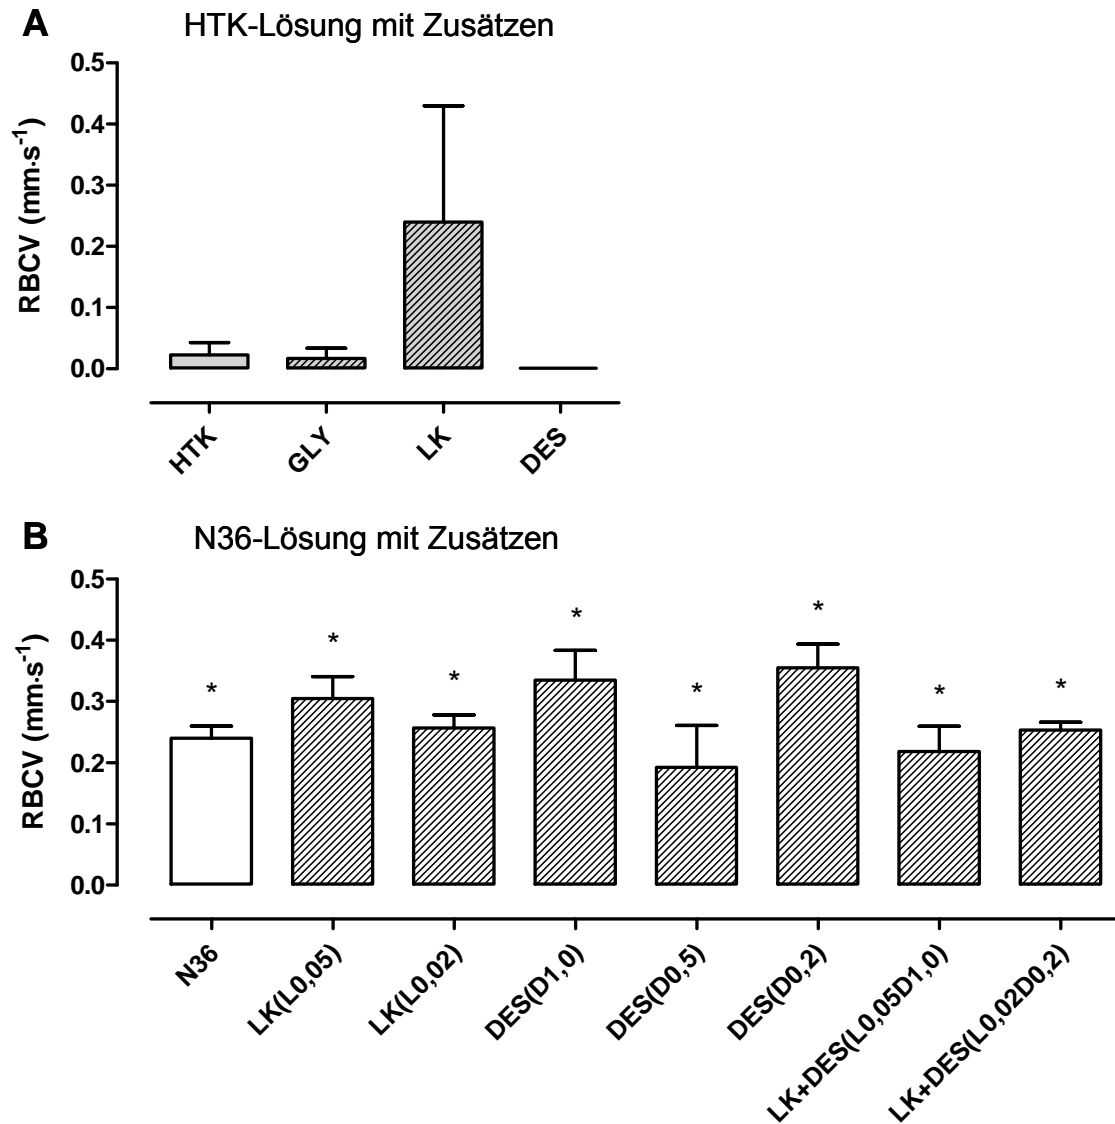 A
HTK-Lösung mit Zusätzen
RBCV (mm·s⁻¹)
0.5
0.4
0.3
0.2
0.1
0.0
HTK
GLY
LK
DES
B
N36-Lösung mit Zusätzen
RBCV (mm·s⁻¹)
0.5
0.4
0.3
0.2
0.1
0.0
* * * * * * * *
N36
LK(L0,05)
LK(L0,02)
DES(D1,0)
DES(D0,5)
DES(D0,2)
LK+DES(L0,05D1,0)
LK+DES(L0,02D0,2)